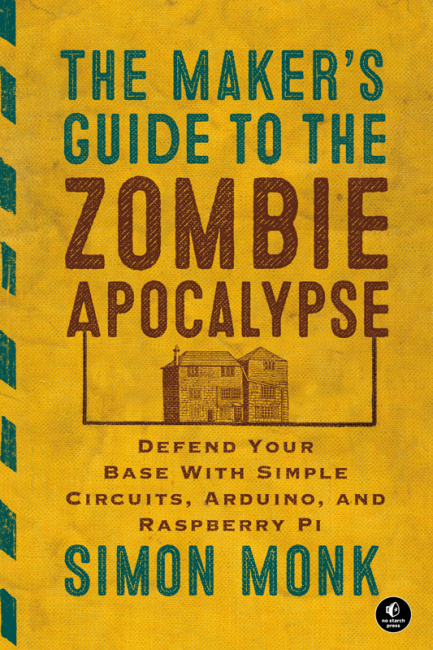 THE MAKER'S
GUIDE TO THE
ZOMBIE
APOCALYPSE
DEFEND YOUR
BASE WITH SIMPLE
CIRCUITS, ARDUINO, AND
RASPBERRY PI
SIMON MONK
no starch
press